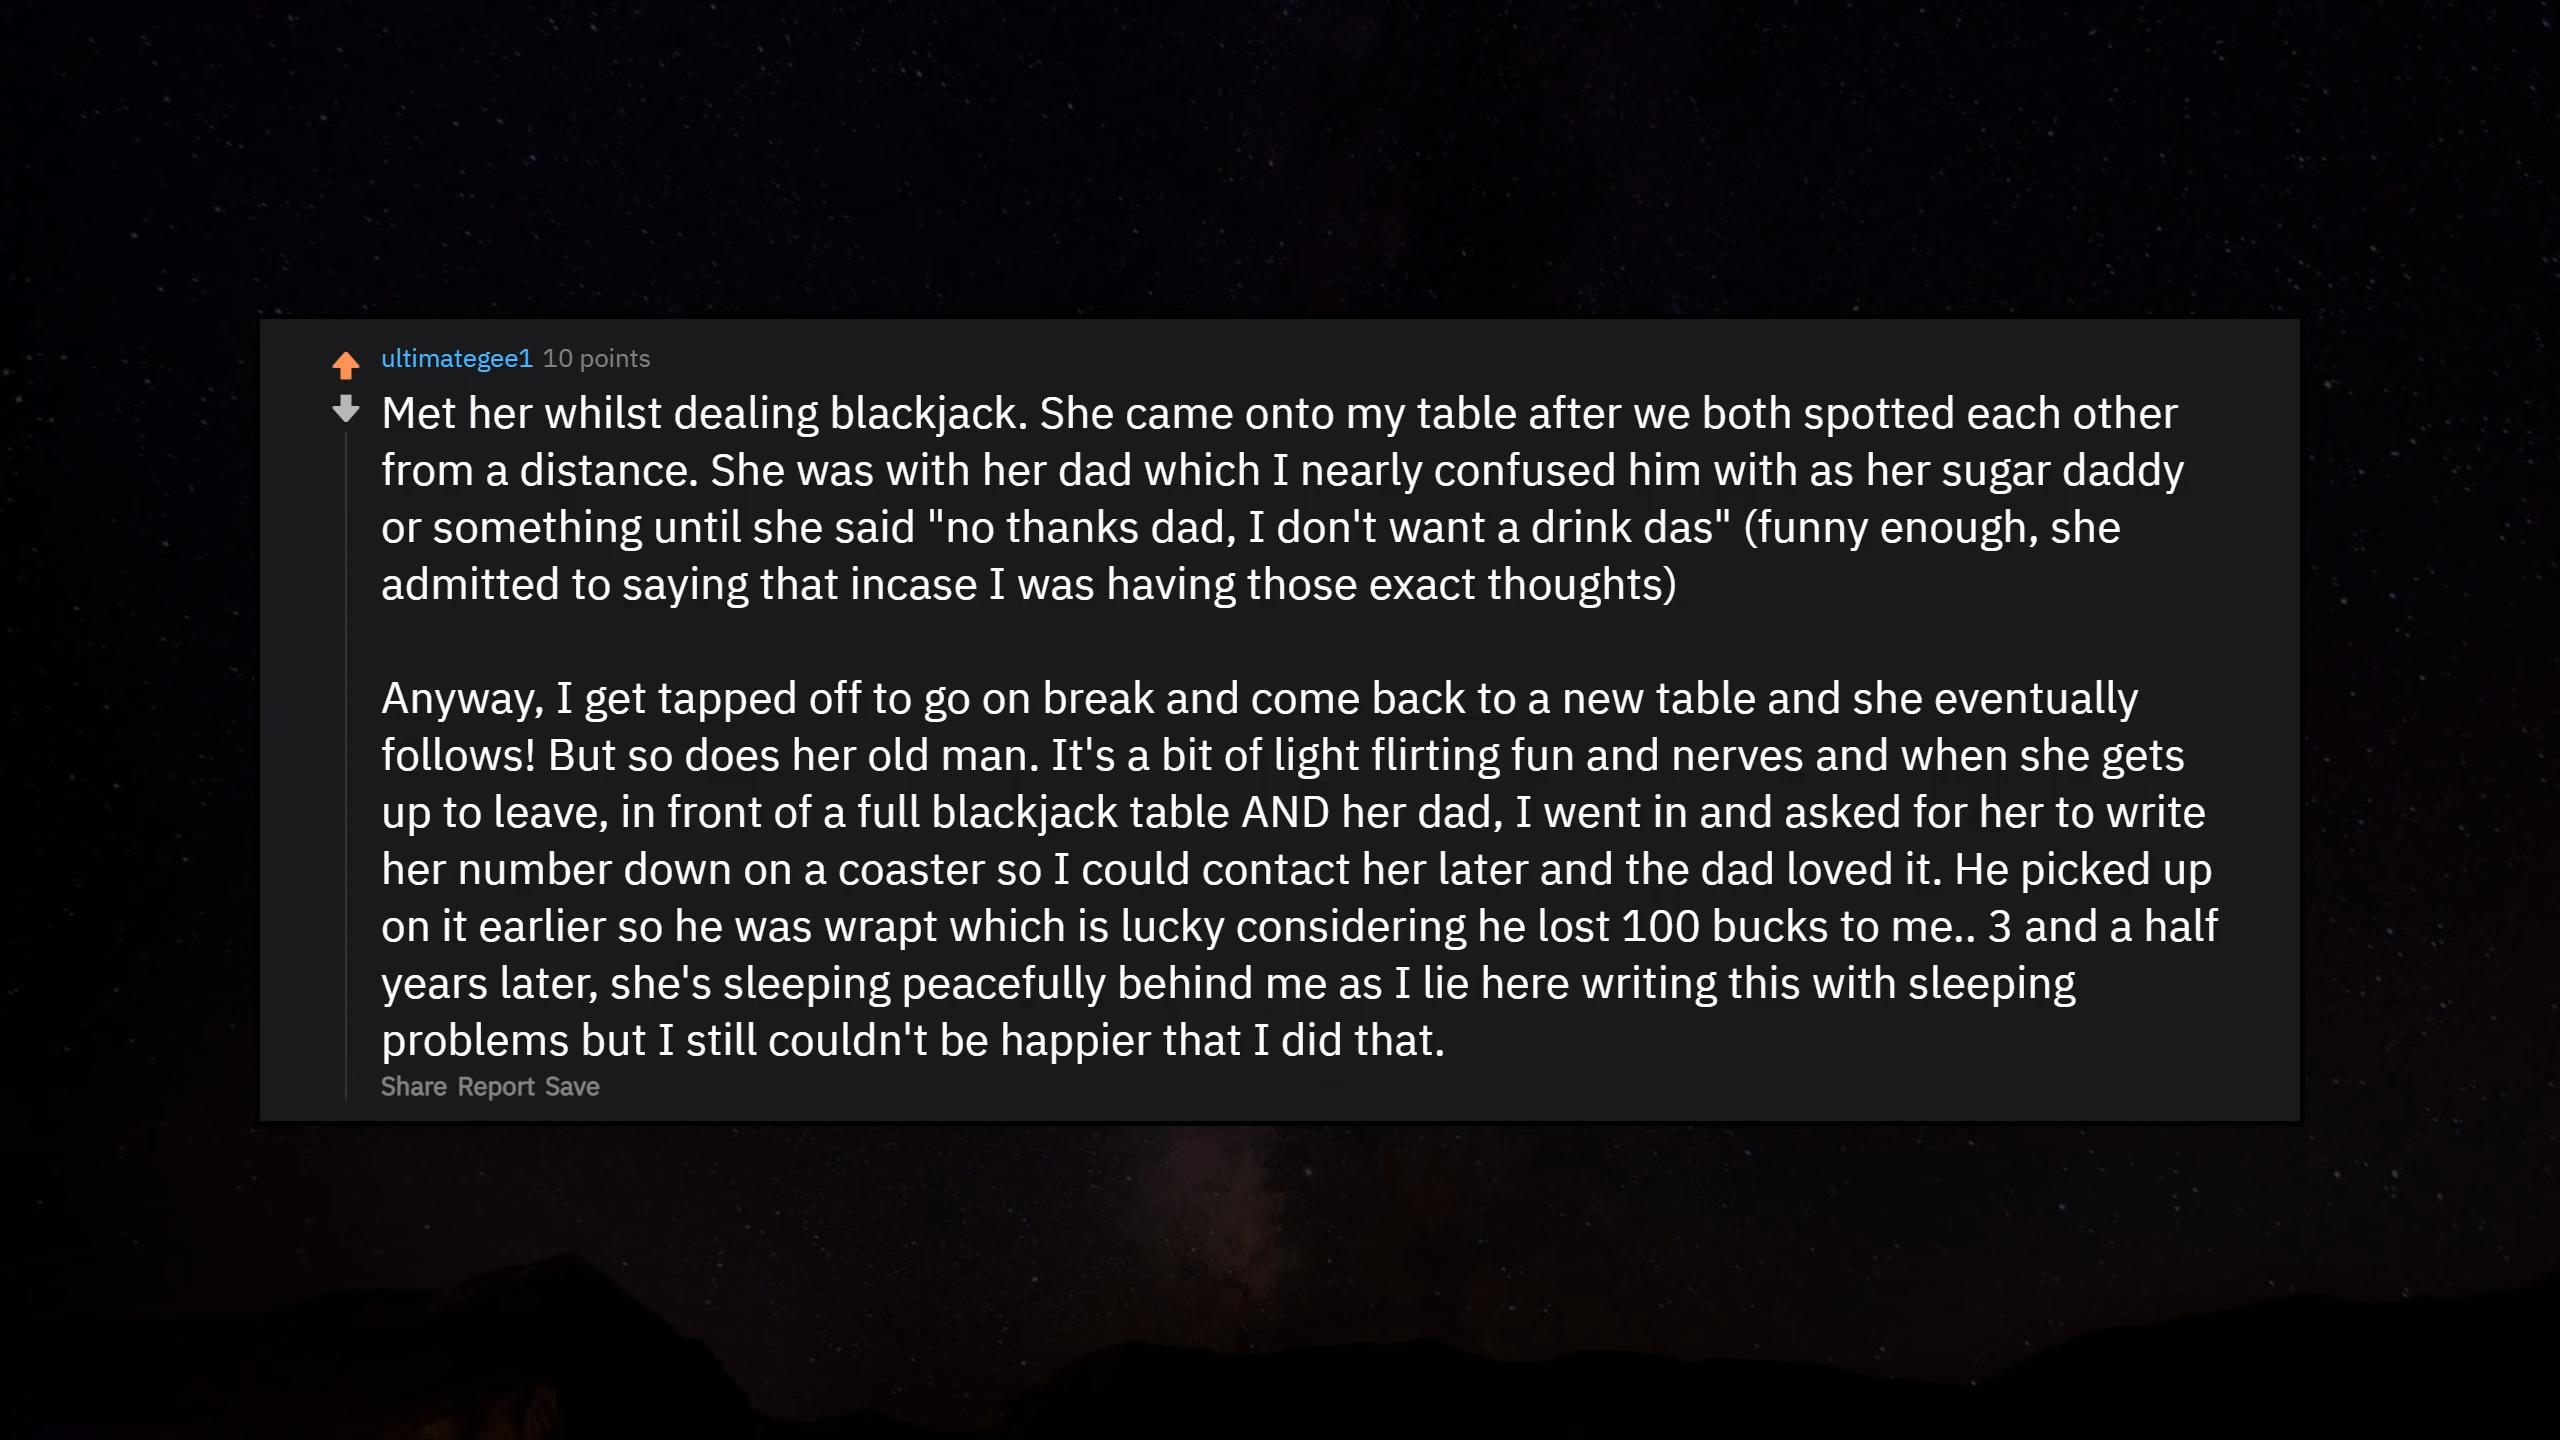 ultimategee1 10 points
Met her whilst dealing blackjack. She came onto my table after we both spotted each other
from a distance. She was with her dad which I nearly confused him with as her sugar daddy
or something until she said "no thanks dad, I don't want a drink das" (funny enough, she
admitted to saying that incase I was having those exact thoughts)
Anyway, I get tapped off to go on break and come back to a new table and she eventually
follows! But so does her old man. It's a bit of light flirting fun and nerves and when she gets
up to leave, in front of a full blackjack table AND her dad, I went in and asked for her to write
her number down on a coaster so I could contact her later and the dad loved it. He picked up
on it earlier so he was wrapt which is lucky considering he lost 100 bucks to me.. 3 and a half
years later, she's sleeping peacefully behind me as I lie here writing this with sleeping
problems but I still couldn't be happier that I did that.
Share Report Save